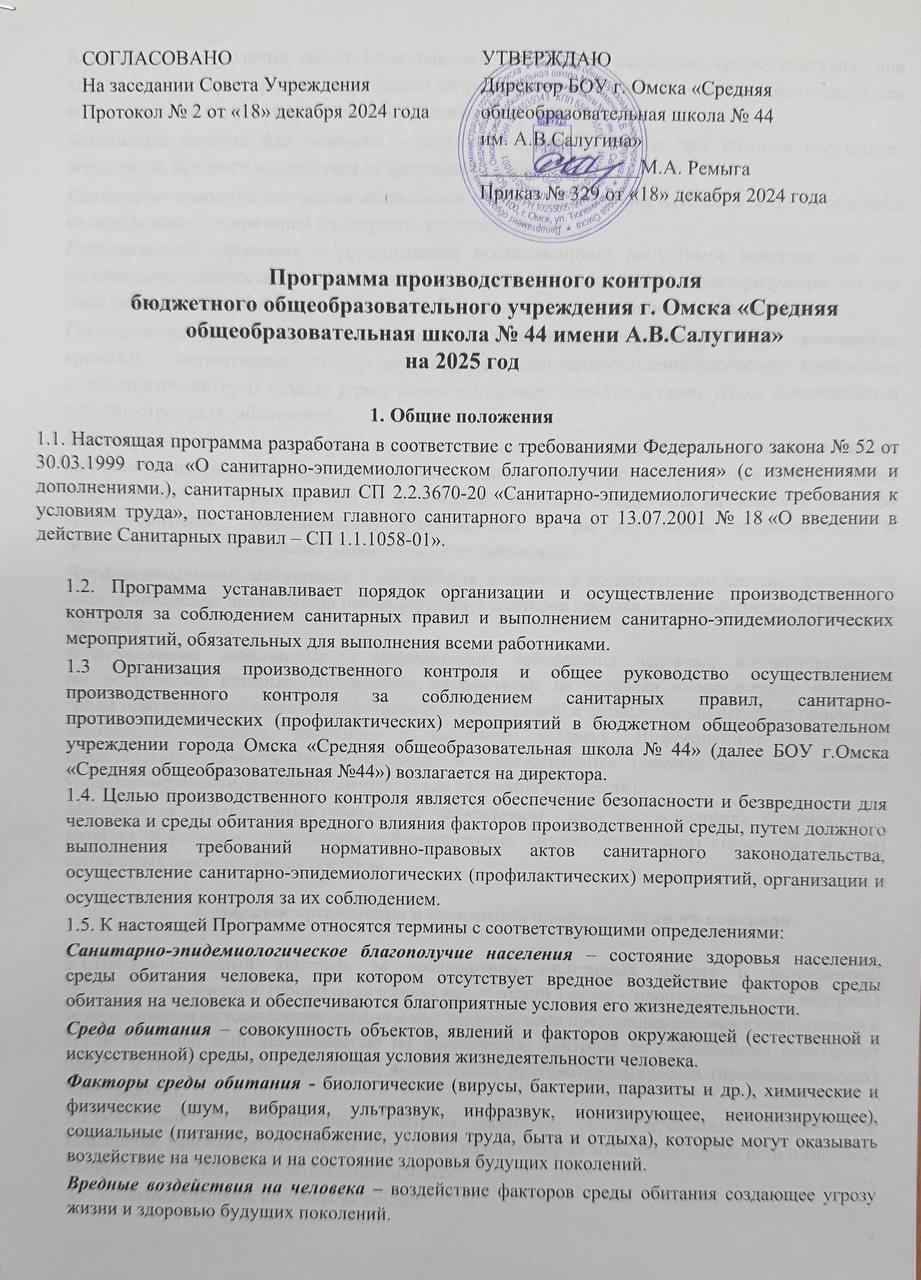 СОГЛАСОВАНО
На заседании Совета Учреждения
Протокол № 2 от «18» декабря 2024 года
УТВЕРЖДАЮ
Директор БОУ г. Омска «Средняя
общеобразовательная школа № 44
им. А.В.Салугина»
М.А. Ремыга
Приказ № 329 от «18» декабря 2024 года
Программа производственного контроля
бюджетного общеобразовательного учреждения г. Омска «Средняя
общеобразовательная школа № 44 имени А.В.Салугина»
на 2025 год
1. Общие положения
1.1. Настоящая программа разработана в соответствие с требованиями Федерального закона № 52 от
30.03.1999 года «О санитарно-эпидемиологическом благополучии населения» (с изменениями и
дополнениями.), санитарных правил СП 2.2.3670-20 «Санитарно-эпидемиологические требования к
условиям труда», постановлением главного санитарного врача от 13.07.2001 № 18 «О введении в
действие Санитарных правил – СП 1.1.1058-01».
1.2. Программа устанавливает порядок организации и осуществление производственного
контроля за соблюдением санитарных правил и выполнением санитарно-эпидемиологических
мероприятий, обязательных для выполнения всеми работниками.
1.3 Организация производственного контроля и общее руководство осуществлением
производственного контроля за соблюдением санитарных правил, санитарно-
противоэпидемических (профилактических) мероприятий в бюджетном общеобразовательном
учреждении города Омска «Средняя общеобразовательная школа № 44» (далее БОУ г.Омска
«Средняя общеобразовательная №44») возлагается на директора.
1.4. Целью производственного контроля является обеспечение безопасности и безвредности для
человека и среды обитания вредного влияния факторов производственной среды, путем должного
выполнения требований нормативно-правовых актов санитарного законодательства,
осуществление санитарно-эпидемиологических (профилактических) мероприятий, организации и
осуществления контроля за их соблюдением.
1.5. К настоящей Программе относятся термины с соответствующими определениями:
Санитарно-эпидемиологическое благополучие населения – состояние здоровья населения,
среды обитания человека, при котором отсутствует вредное воздействие факторов среды
обитания на человека и обеспечиваются благоприятные условия его жизнедеятельности.
Среда обитания – совокупность объектов, явлений и факторов окружающей (естественной и
искусственной) среды, определяющая условия жизнедеятельности человека.
Факторы среды обитания - биологические (вирусы, бактерии, паразиты и др.), химические и
физические (шум, вибрация, ультразвук, инфразвук, ионизирующее, неионизирующее),
социальные (питание, водоснабжение, условия труда, быта и отдыха), которые могут оказывать
воздействие на человека и на состояние здоровья будущих поколений.
Вредные воздействия на человека – воздействие факторов среды обитания создающее угрозу
жизни и здоровью будущих поколений.